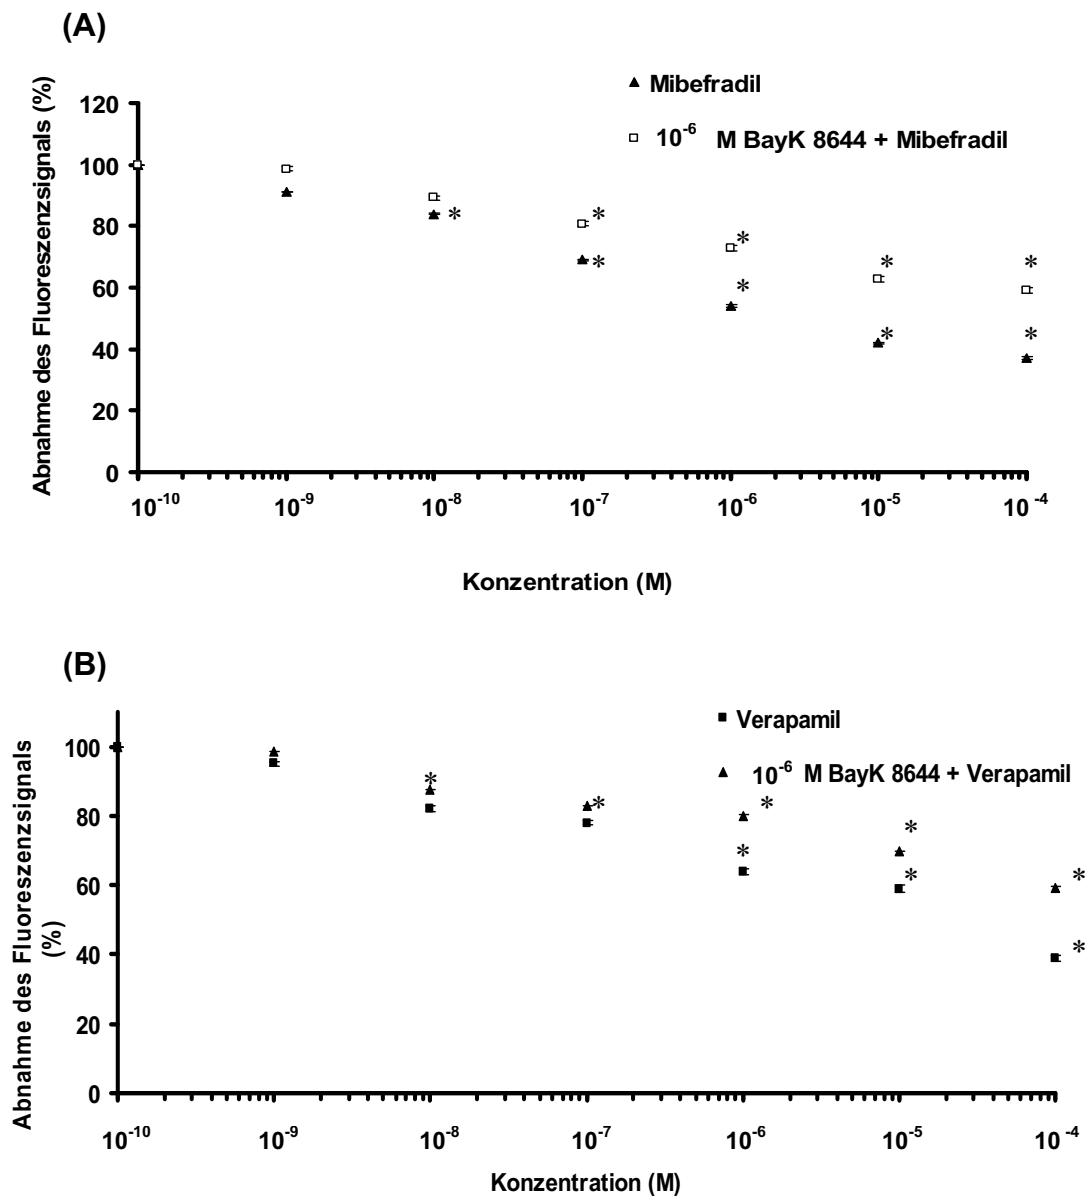 (A)
Mibefradil
10⁻⁶ M BayK 8644 + Mibefradil
Abnahme des Fluoreszenzsignals (%)
120
100
80
60
40
20
0
* * * * * * * * *
10⁻¹⁰ 10⁻⁹ 10⁻⁸ 10⁻⁷ 10⁻⁶ 10⁻⁵ 10⁻⁴
Konzentration (M)
(B)
Verapamil
10⁻⁶ M BayK 8644 + Verapamil
Abnahme des Fluoreszenzsignals
(%)
100
80
60
40
20
0
* * * * * * * *
10⁻¹⁰ 10⁻⁹ 10⁻⁸ 10⁻⁷ 10⁻⁶ 10⁻⁵ 10⁻⁴
Konzentration (M)